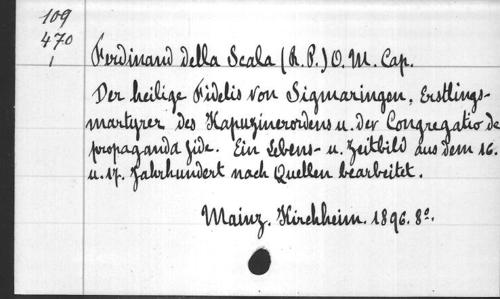 109
470
1
Ferdinand della Scala (R. P.) O. M. Cap.
Der heilige Fidelis von Sigmaringen, Erstlings-
martyrer des Kapuzinerordens u. der Congregatio de
propaganda fide. Ein Lebens- u. Zeitbild aus dem 16.
u. 17. Jahrhundert nach Quellen bearbeitet.
Mainz. Kirchheim. 1896. 8º.